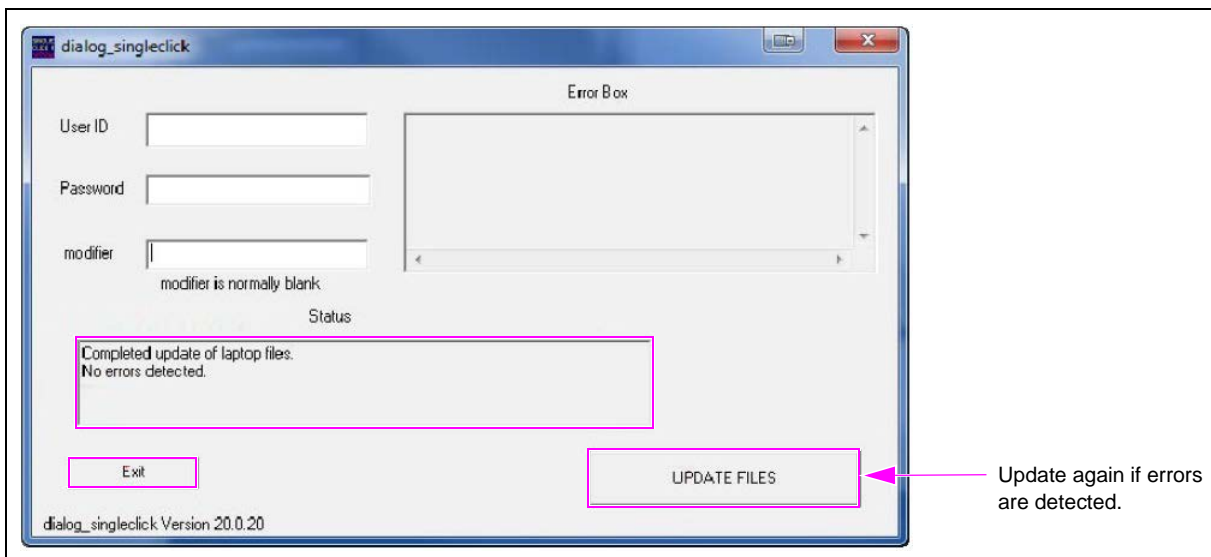 dialog_singleclick
Error Box
User ID
Password
modifier
modifier is normally blank
Status
Completed update of laptop files.
No errors detected.
Exit
UPDATE FILES
Update again if errors
are detected.
dialog_singleclick Version 20.0.20